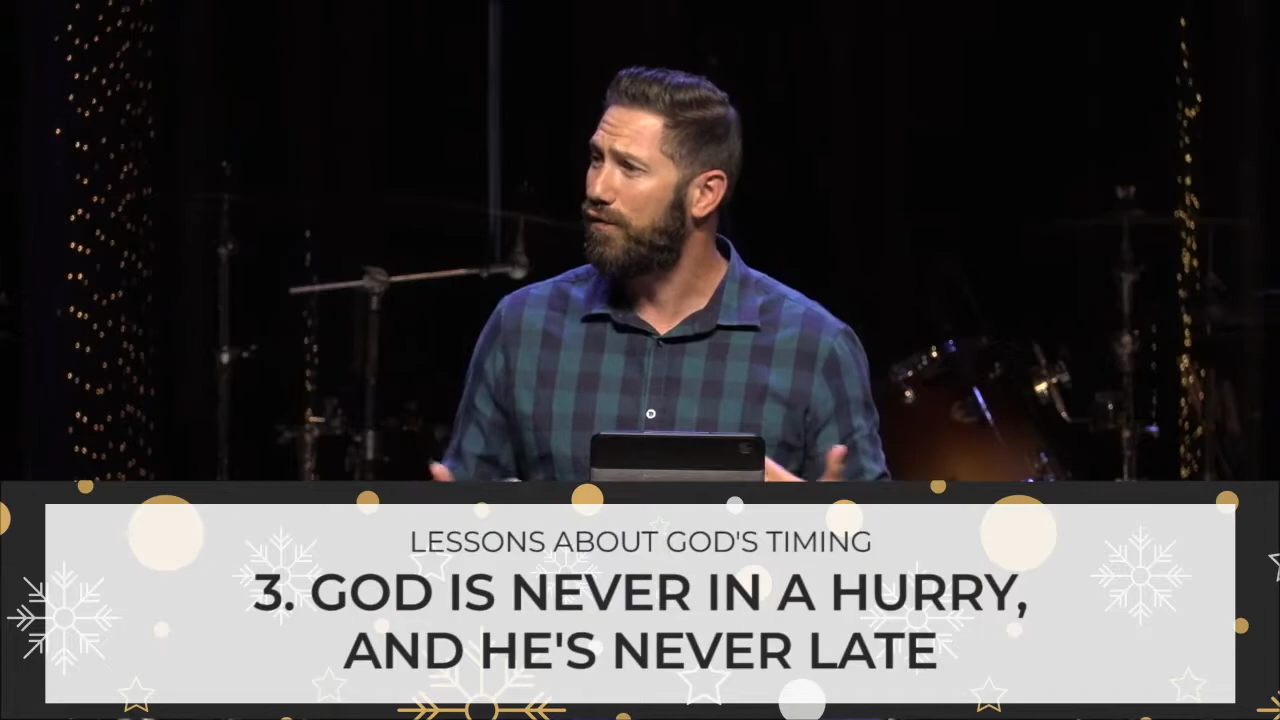 LESSONS ABOUT GOD'S TIMING
3. GOD IS NEVER IN A HURRY,
AND HE'S NEVER LATE